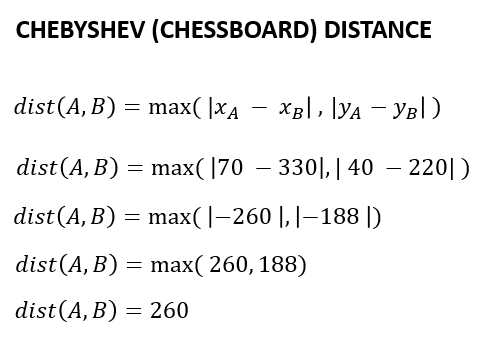 CHEBYSHEV (CHESSBOARD) DISTANCE
dist(A, B) = max( |x_A − x_B| , |y_A − y_B| )
dist(A, B) = max( |70 − 330|, | 40 − 220| )
dist(A, B) = max( |−260 |, |−188 |)
dist(A, B) = max( 260, 188)
dist(A, B) = 260